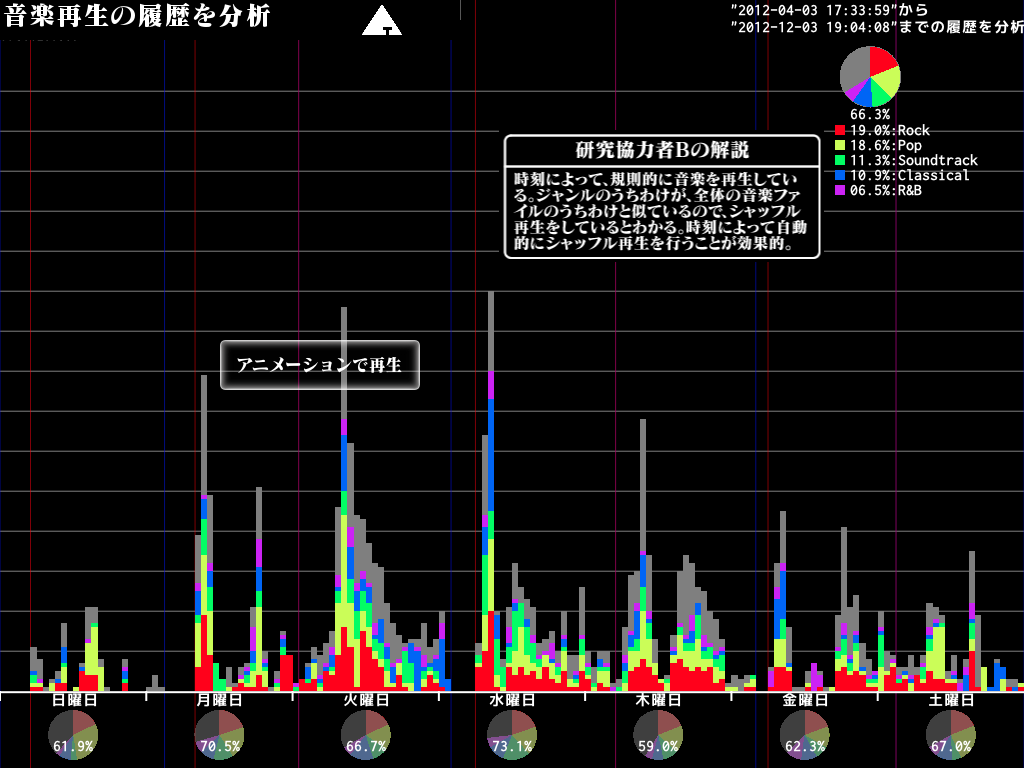 音楽再生の履歴を分析
"2012-04-03 17:33:59"から
"2012-12-03 19:04:08"までの履歴を分析
T
66.3%
19.0%:Rock
18.6%:Pop
11.3%:Soundtrack
10.9%:Classical
06.5%:R&B
研究協力者Bの解説
時刻によって、規則的に音楽を再生してい
る。ジャンルのうちわけが、全体の音楽ファ
イルのうちわけと似ているので、シャッフル
再生をしているとわかる。時刻によって自動
的にシャッフル再生を行うことが効果的。
アニメーションで再生
日曜日 月曜日 火曜日 水曜日 木曜日 金曜日 土曜日
61.9% 70.5% 66.7% 73.1% 59.0% 62.3% 67.0%